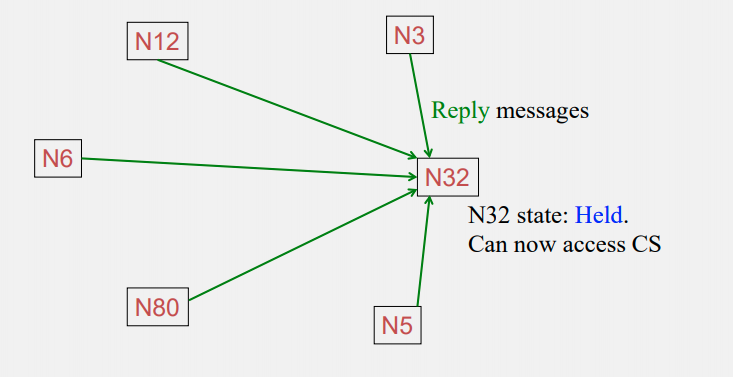 N12
N3
Reply messages
N6
N32
N32 state: Held.
Can now access CS
N80
N5